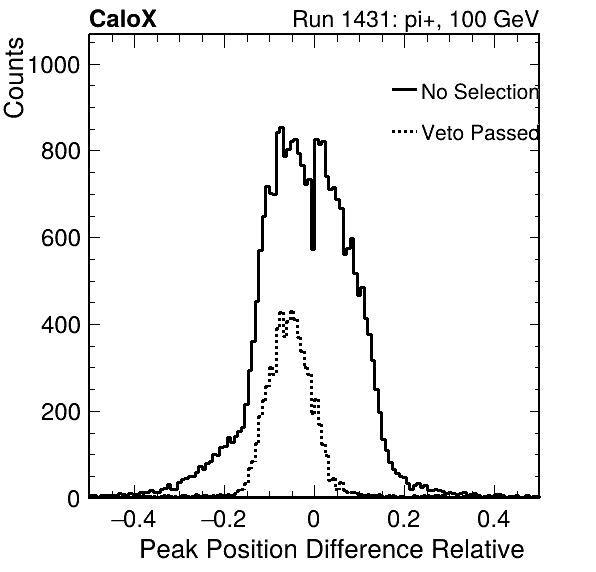 CaloX Run 1431: pi+, 100 GeV
Counts
1000
800
600
400
200
0
No Selection
Veto Passed
−0.4 −0.2 0 0.2 0.4
Peak Position Difference Relative